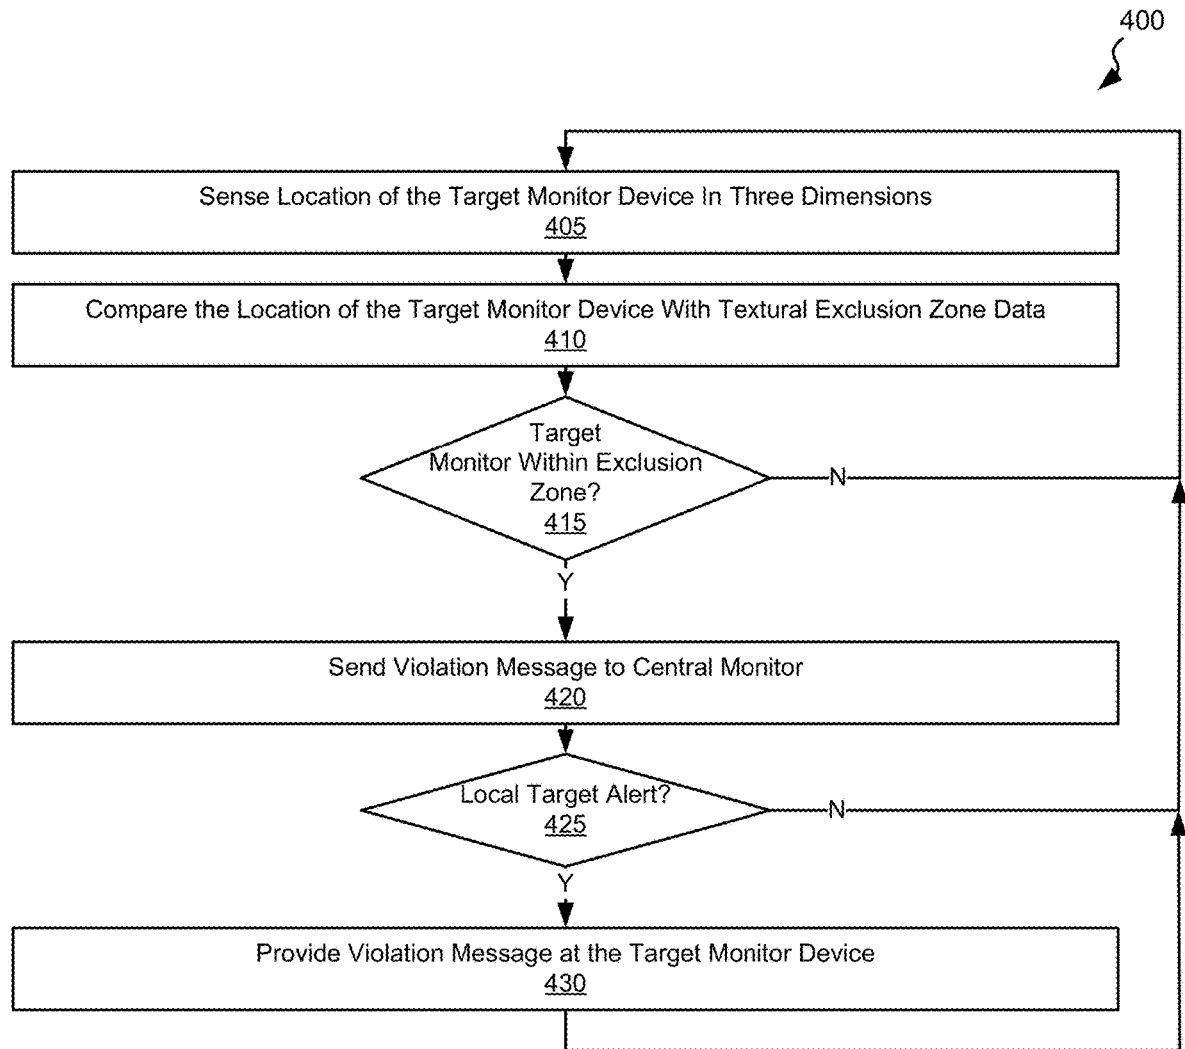 400
Sense Location of the Target Monitor Device In Three Dimensions
405
Compare the Location of the Target Monitor Device With Textural Exclusion Zone Data
410
Target
Monitor Within Exclusion
Zone?
415
N
Y
Send Violation Message to Central Monitor
420
Local Target Alert?
425
N
Y
Provide Violation Message at the Target Monitor Device
430